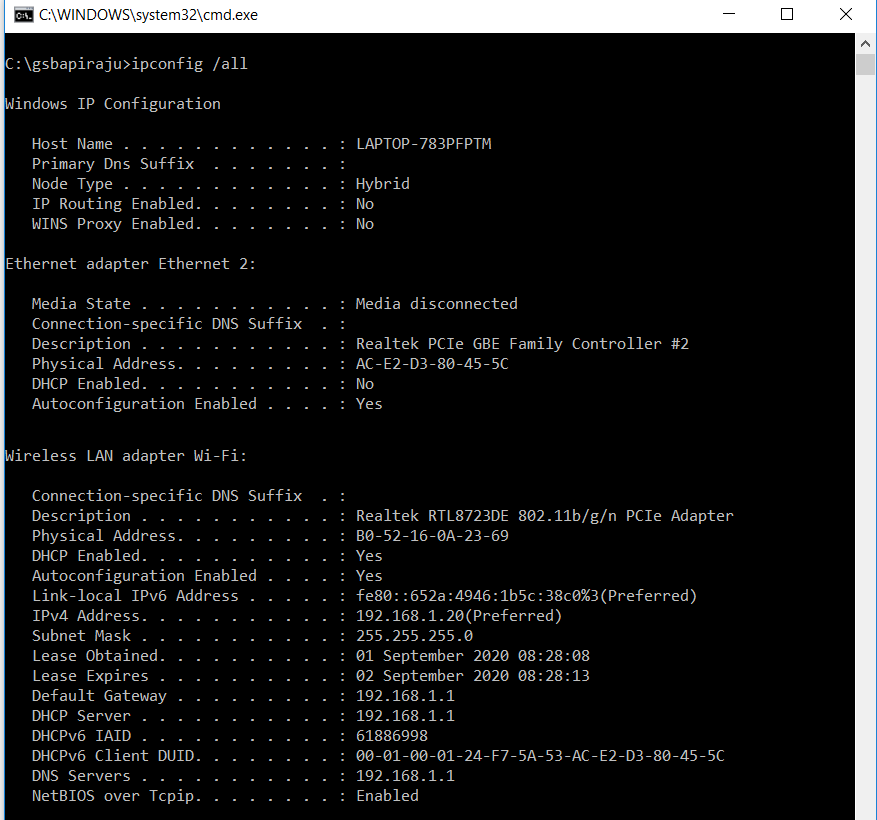 C:\WINDOWS\system32\cmd.exe
C:\gsbapiraju>ipconfig /all
Windows IP Configuration
   Host Name . . . . . . . . . . . . : LAPTOP-783PFPTM
   Primary Dns Suffix  . . . . . . . :
   Node Type . . . . . . . . . . . . : Hybrid
   IP Routing Enabled. . . . . . . . : No
   WINS Proxy Enabled. . . . . . . . : No
Ethernet adapter Ethernet 2:
   Media State . . . . . . . . . . . : Media disconnected
   Connection-specific DNS Suffix  . :
   Description . . . . . . . . . . . : Realtek PCIe GBE Family Controller #2
   Physical Address. . . . . . . . . : AC-E2-D3-80-45-5C
   DHCP Enabled. . . . . . . . . . . : No
   Autoconfiguration Enabled . . . . : Yes
Wireless LAN adapter Wi-Fi:
   Connection-specific DNS Suffix  . :
   Description . . . . . . . . . . . : Realtek RTL8723DE 802.11b/g/n PCIe Adapter
   Physical Address. . . . . . . . . : B0-52-16-0A-23-69
   DHCP Enabled. . . . . . . . . . . : Yes
   Autoconfiguration Enabled . . . . : Yes
   Link-local IPv6 Address . . . . . : fe80::652a:4946:1b5c:38c0%3(Preferred)
   IPv4 Address. . . . . . . . . . . : 192.168.1.20(Preferred)
   Subnet Mask . . . . . . . . . . . : 255.255.255.0
   Lease Obtained. . . . . . . . . . : 01 September 2020 08:28:08
   Lease Expires . . . . . . . . . . : 02 September 2020 08:28:13
   Default Gateway . . . . . . . . . : 192.168.1.1
   DHCP Server . . . . . . . . . . . : 192.168.1.1
   DHCPv6 IAID . . . . . . . . . . . : 61886998
   DHCPv6 Client DUID. . . . . . . . : 00-01-00-01-24-F7-5A-53-AC-E2-D3-80-45-5C
   DNS Servers . . . . . . . . . . . : 192.168.1.1
   NetBIOS over Tcpip. . . . . . . . : Enabled